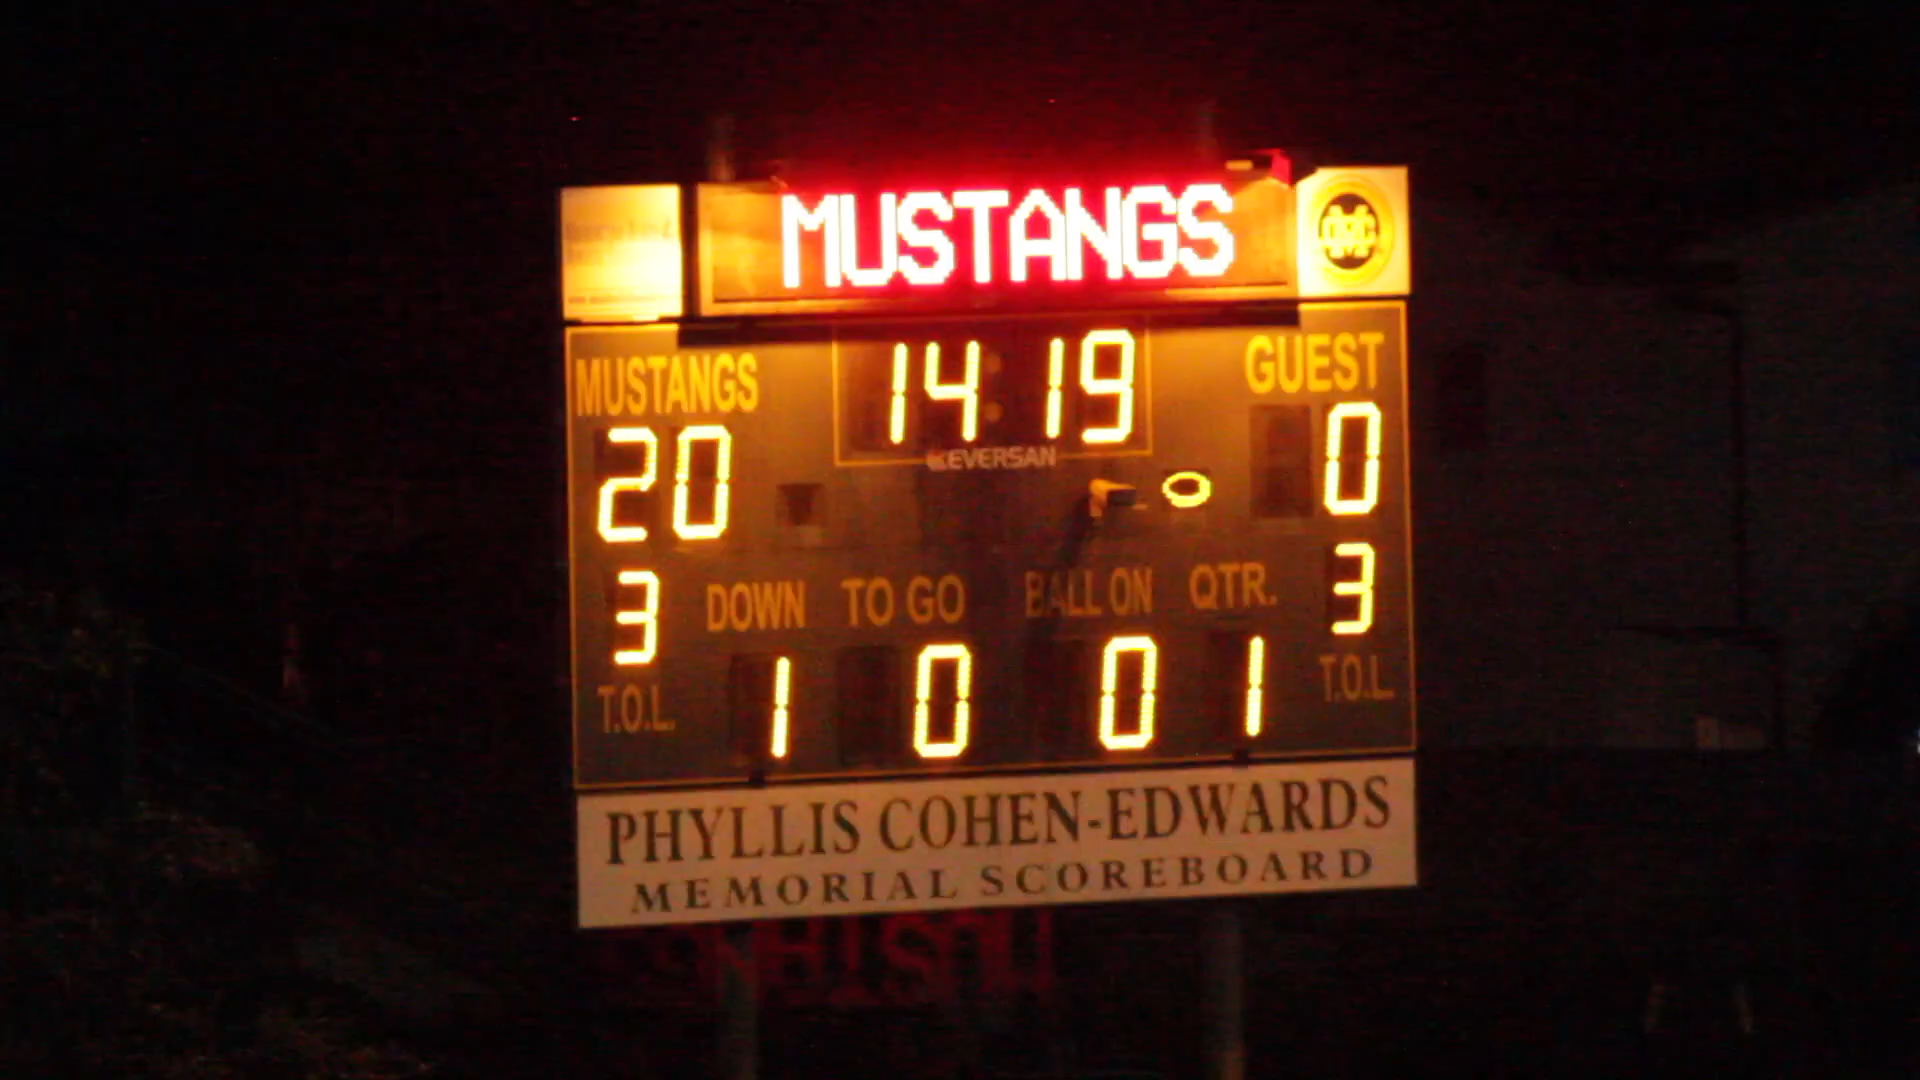 MUSTANGS
MUSTANGS 14 19 GUEST
EVERSAN
20 0
3 DOWN TO GO BALL ON QTR. 3
T.O.L. 1 0 0 1 T.O.L.
PHYLLIS COHEN-EDWARDS
MEMORIAL SCOREBOARD